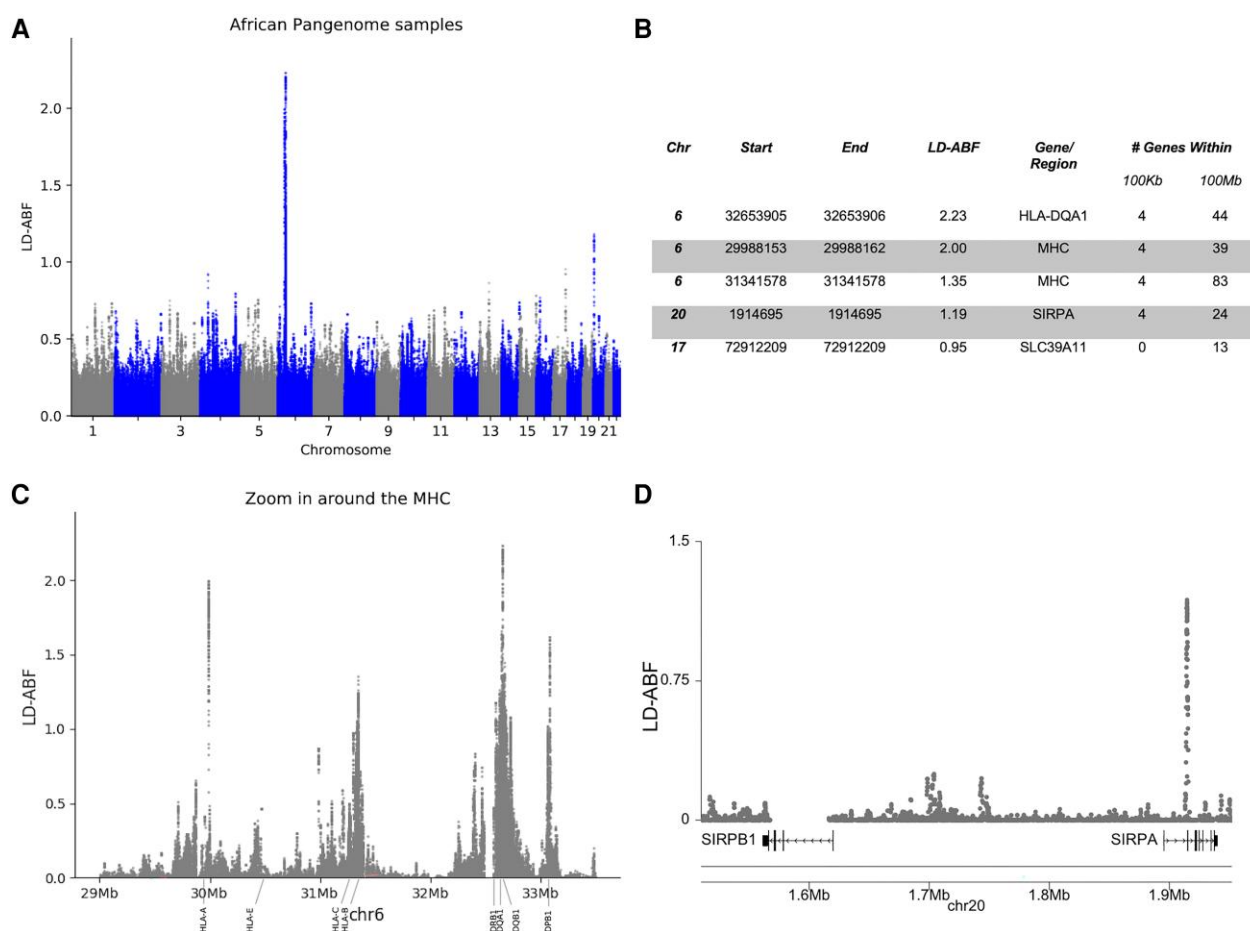 A
African Pangenome samples
LD-ABF
2.0
1.5
1.0
0.5
0.0
1 3 5 7 9 11 13 15 17 19 21
Chromosome
B
Chr Start End LD-ABF Gene/ Region # Genes Within
100Kb 100Mb
6 32653905 32653906 2.23 HLA-DQA1 4 44
6 29988153 29988162 2.00 MHC 4 39
6 31341578 31341578 1.35 MHC 4 83
20 1914695 1914695 1.19 SIRPA 4 24
17 72912209 72912209 0.95 SLC39A11 0 13
C
Zoom in around the MHC
LD-ABF
2.0
1.5
1.0
0.5
0.0
29Mb 30Mb 31Mb 32Mb 33Mb
HLA-A HLA-E HLA-C HLA-B DRB1 DQA1 DQB1 DPB1
chr6
D
LD-ABF
1.5
0.75
0
SIRPB1 SIRPA
1.6Mb 1.7Mb 1.8Mb 1.9Mb
chr20